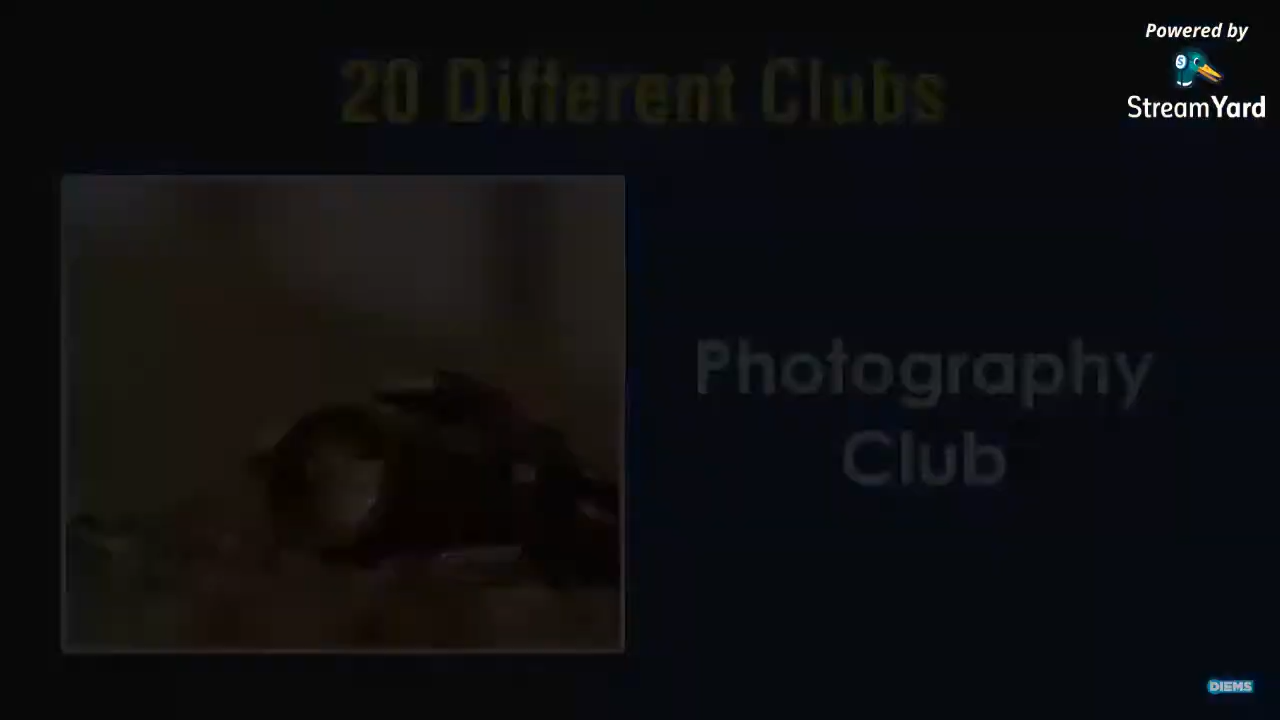 Powered by
StreamYard
20 Different Clubs
Photography
Club
DIEMS